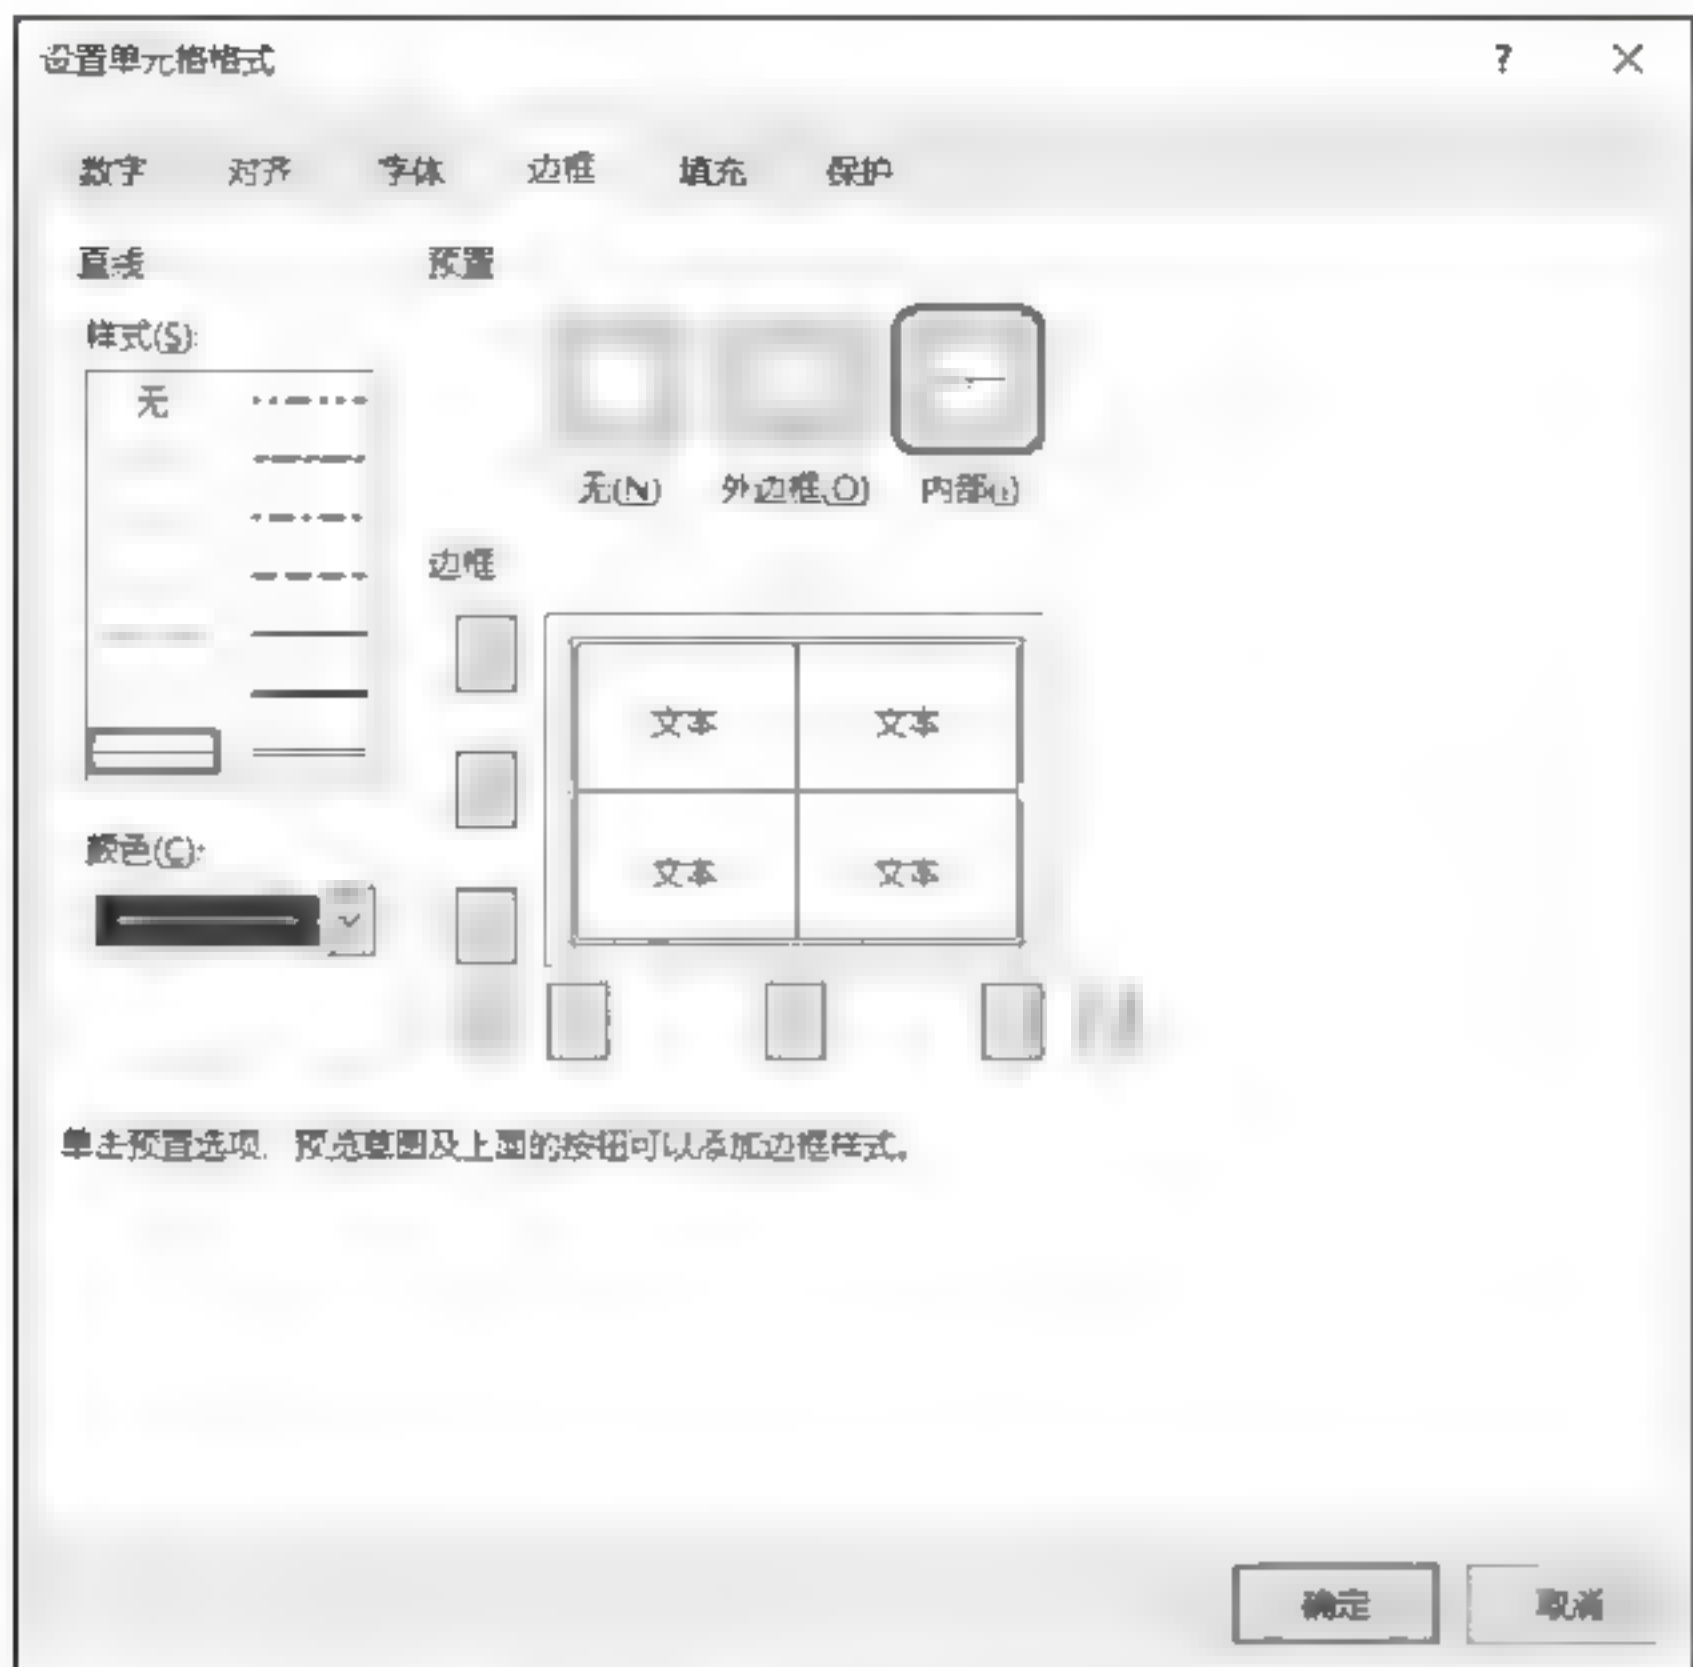 设置单元格格式 ? ×
数字 对齐 字体 边框 填充 保护
直线 预置
样式(S):
无
无(N) 外边框(O) 内部(I)
边框
文本 文本
文本 文本
颜色(C):
单击预置选项、预览草图及上面的按钮可以添加边框样式。
确定 取消